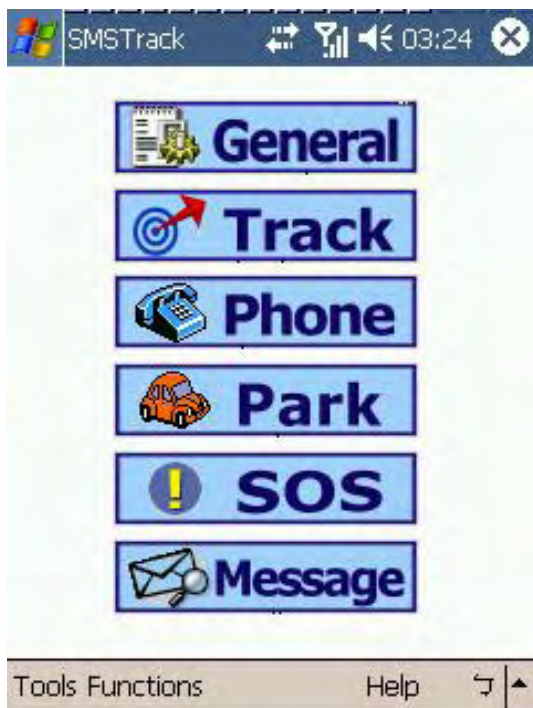 SMSTrack 03:24
General
Track
Phone
Park
SOS
Message
Tools Functions Help